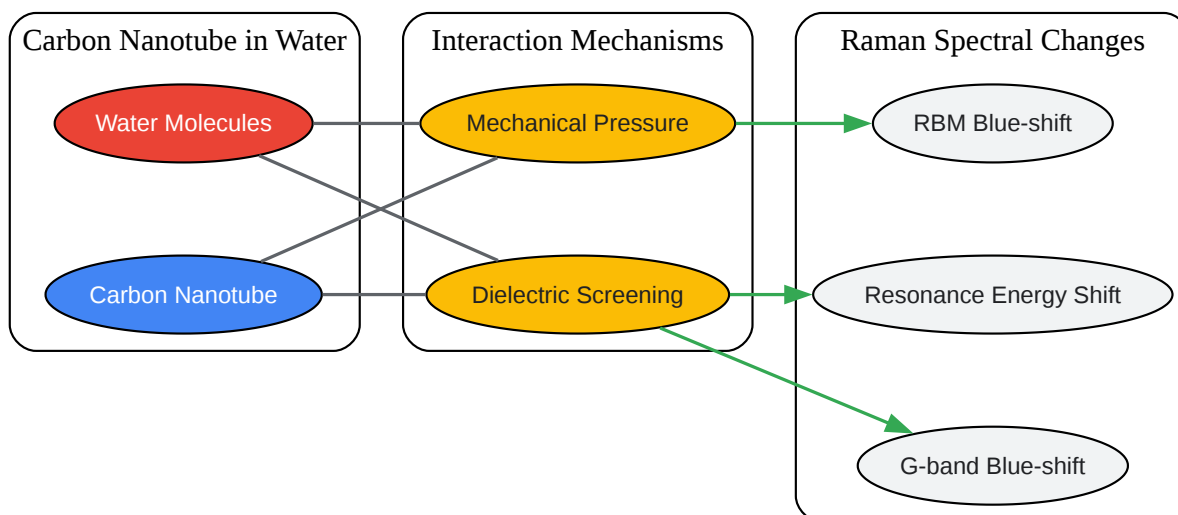 Carbon Nanotube in Water
Water Molecules
Carbon Nanotube
Interaction Mechanisms
Mechanical Pressure
Dielectric Screening
Raman Spectral Changes
RBM Blue-shift
Resonance Energy Shift
G-band Blue-shift